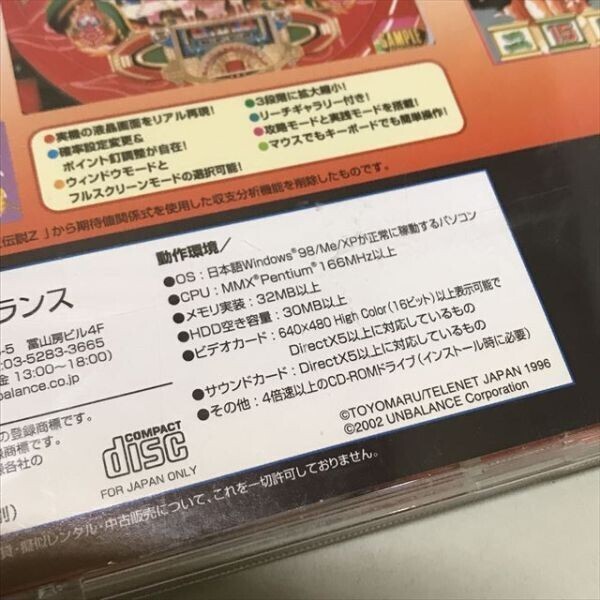 SAMPLE
●実機の液晶画面をリアル再現!
●確率設定変更&
ポイント釘調整が自在!
●ウィンドウモードと
フルスクリーンモードの選択可能!
●3段階に拡大縮小!
●リーチギャラリー付き!
●攻略モードと実践モードを搭載!
●マウスでもキーボードでも簡単操作!
伝説Z」から期待値関係式を使用した収支分析機能を削除したものです。
動作環境/
●OS:日本語Windows®98/Me/XPが正常に稼動するパソコン
●CPU:MMX®Pentium®166MHz以上
●メモリ実装:32MB以上
●HDD空き容量:30MB以上
●ビデオカード:640×480 High Color(16ビット)以上表示可能で
DirectX5以上に対応しているもの
●サウンドカード:DirectX5以上に対応しているもの
●その他:4倍速以上のCD-ROMドライブ(インストール時に必要)
©TOYOMARU/TELENET JAPAN 1996
©2002 UNBALANCE Corporation
ランス
-5 冨山房ビル4F
:03-5283-3665
金 13:00~18:00)
balance.co.jp
の登録商標です。
録商標です。
各社の
COMPACT
disc
FOR JAPAN ONLY
別)
貸・擬似レンタル・中古販売について、これを一切許可しておりません。